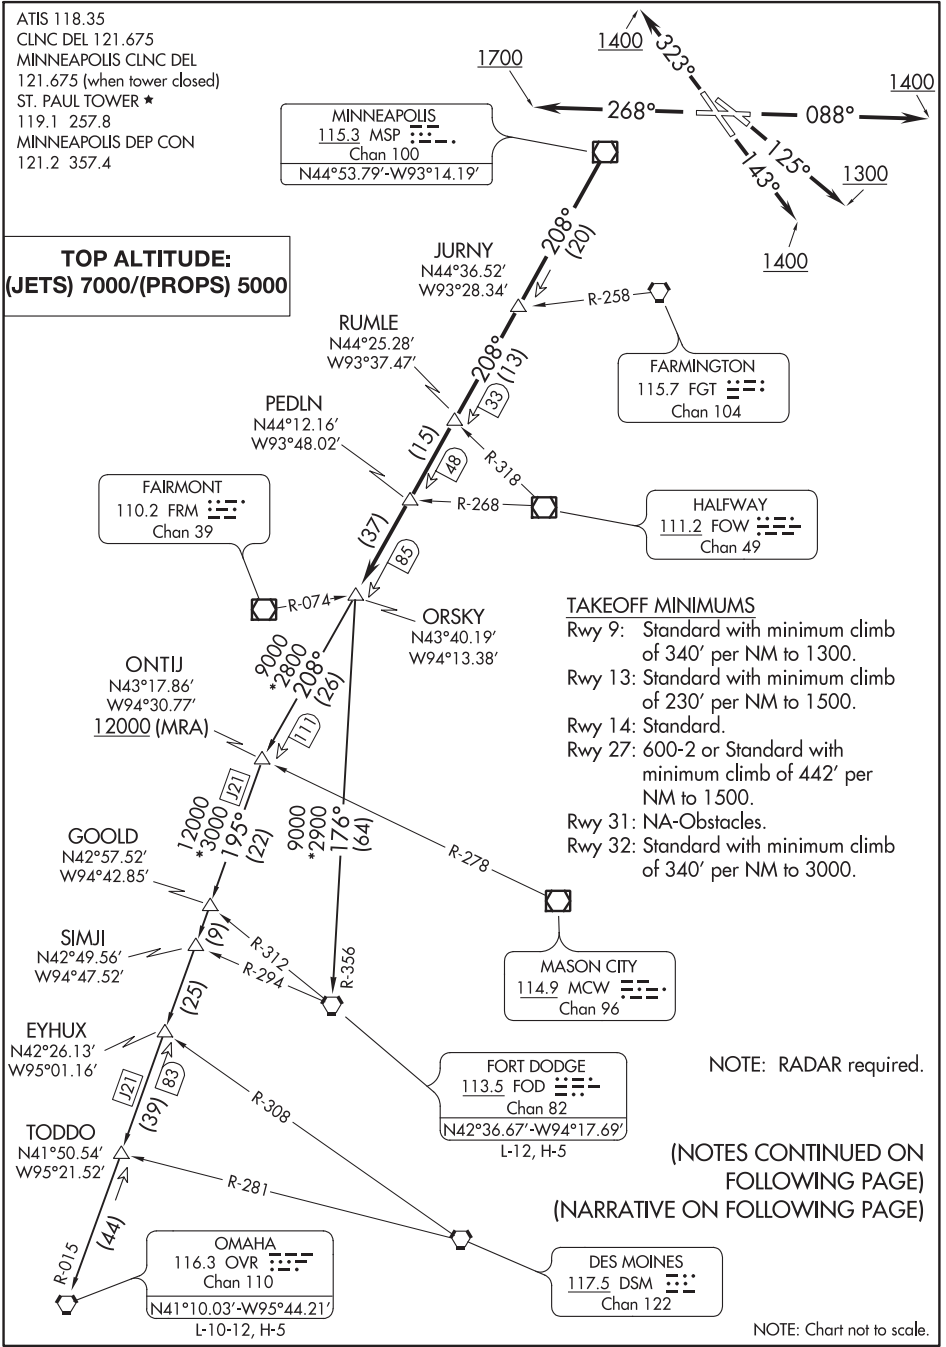 ATIS 118.35
CLNC DEL 121.675
MINNEAPOLIS CLNC DEL
121.675 (when tower closed)
ST. PAUL TOWER ★
119.1 257.8
MINNEAPOLIS DEP CON
121.2 357.4
TOP ALTITUDE:
(JETS) 7000/(PROPS) 5000
1700
1400
323°
1400
268°
088°
125°
1300
143°
1400
MINNEAPOLIS
115.3 MSP
Chan 100
N44°53.79'-W93°14.19'
208°
(20)
JURNY
N44°36.52'
W93°28.34'
R-258
FARMINGTON
115.7 FGT
Chan 104
RUMLE
N44°25.28'
W93°37.47'
208°
(13)
33
PEDLN
N44°12.16'
W93°48.02'
(15)
48
R-318
R-268
HALFWAY
111.2 FOW
Chan 49
FAIRMONT
110.2 FRM
Chan 39
(37)
85
R-074
ORSKY
N43°40.19'
W94°13.38'
TAKEOFF MINIMUMS
Rwy 9: Standard with minimum climb
of 340' per NM to 1300.
Rwy 13: Standard with minimum climb
of 230' per NM to 1500.
Rwy 14: Standard.
Rwy 27: 600-2 or Standard with
minimum climb of 442' per
NM to 1500.
Rwy 31: NA-Obstacles.
Rwy 32: Standard with minimum climb
of 340' per NM to 3000.
9000
*2800
208°
(26)
ONTIJ
N43°17.86'
W94°30.77'
12000 (MRA)
111
J21
12000
*3000
195°
(22)
9000
*2900
176°
(64)
R-278
GOOLD
N42°57.52'
W94°42.85'
SIMJI
N42°49.56'
W94°47.52'
(9)
R-312
R-294
R-356
MASON CITY
114.9 MCW
Chan 96
(25)
EYHUX
N42°26.13'
W95°01.16'
83
J21
(39)
R-308
FORT DODGE
113.5 FOD
Chan 82
N42°36.67'-W94°17.69'
L-12, H-5
NOTE: RADAR required.
TODDO
N41°50.54'
W95°21.52'
R-281
(NOTES CONTINUED ON
FOLLOWING PAGE)
(NARRATIVE ON FOLLOWING PAGE)
(44)
R-015
OMAHA
116.3 OVR
Chan 110
N41°10.03'-W95°44.21'
L-10-12, H-5
DES MOINES
117.5 DSM
Chan 122
NOTE: Chart not to scale.